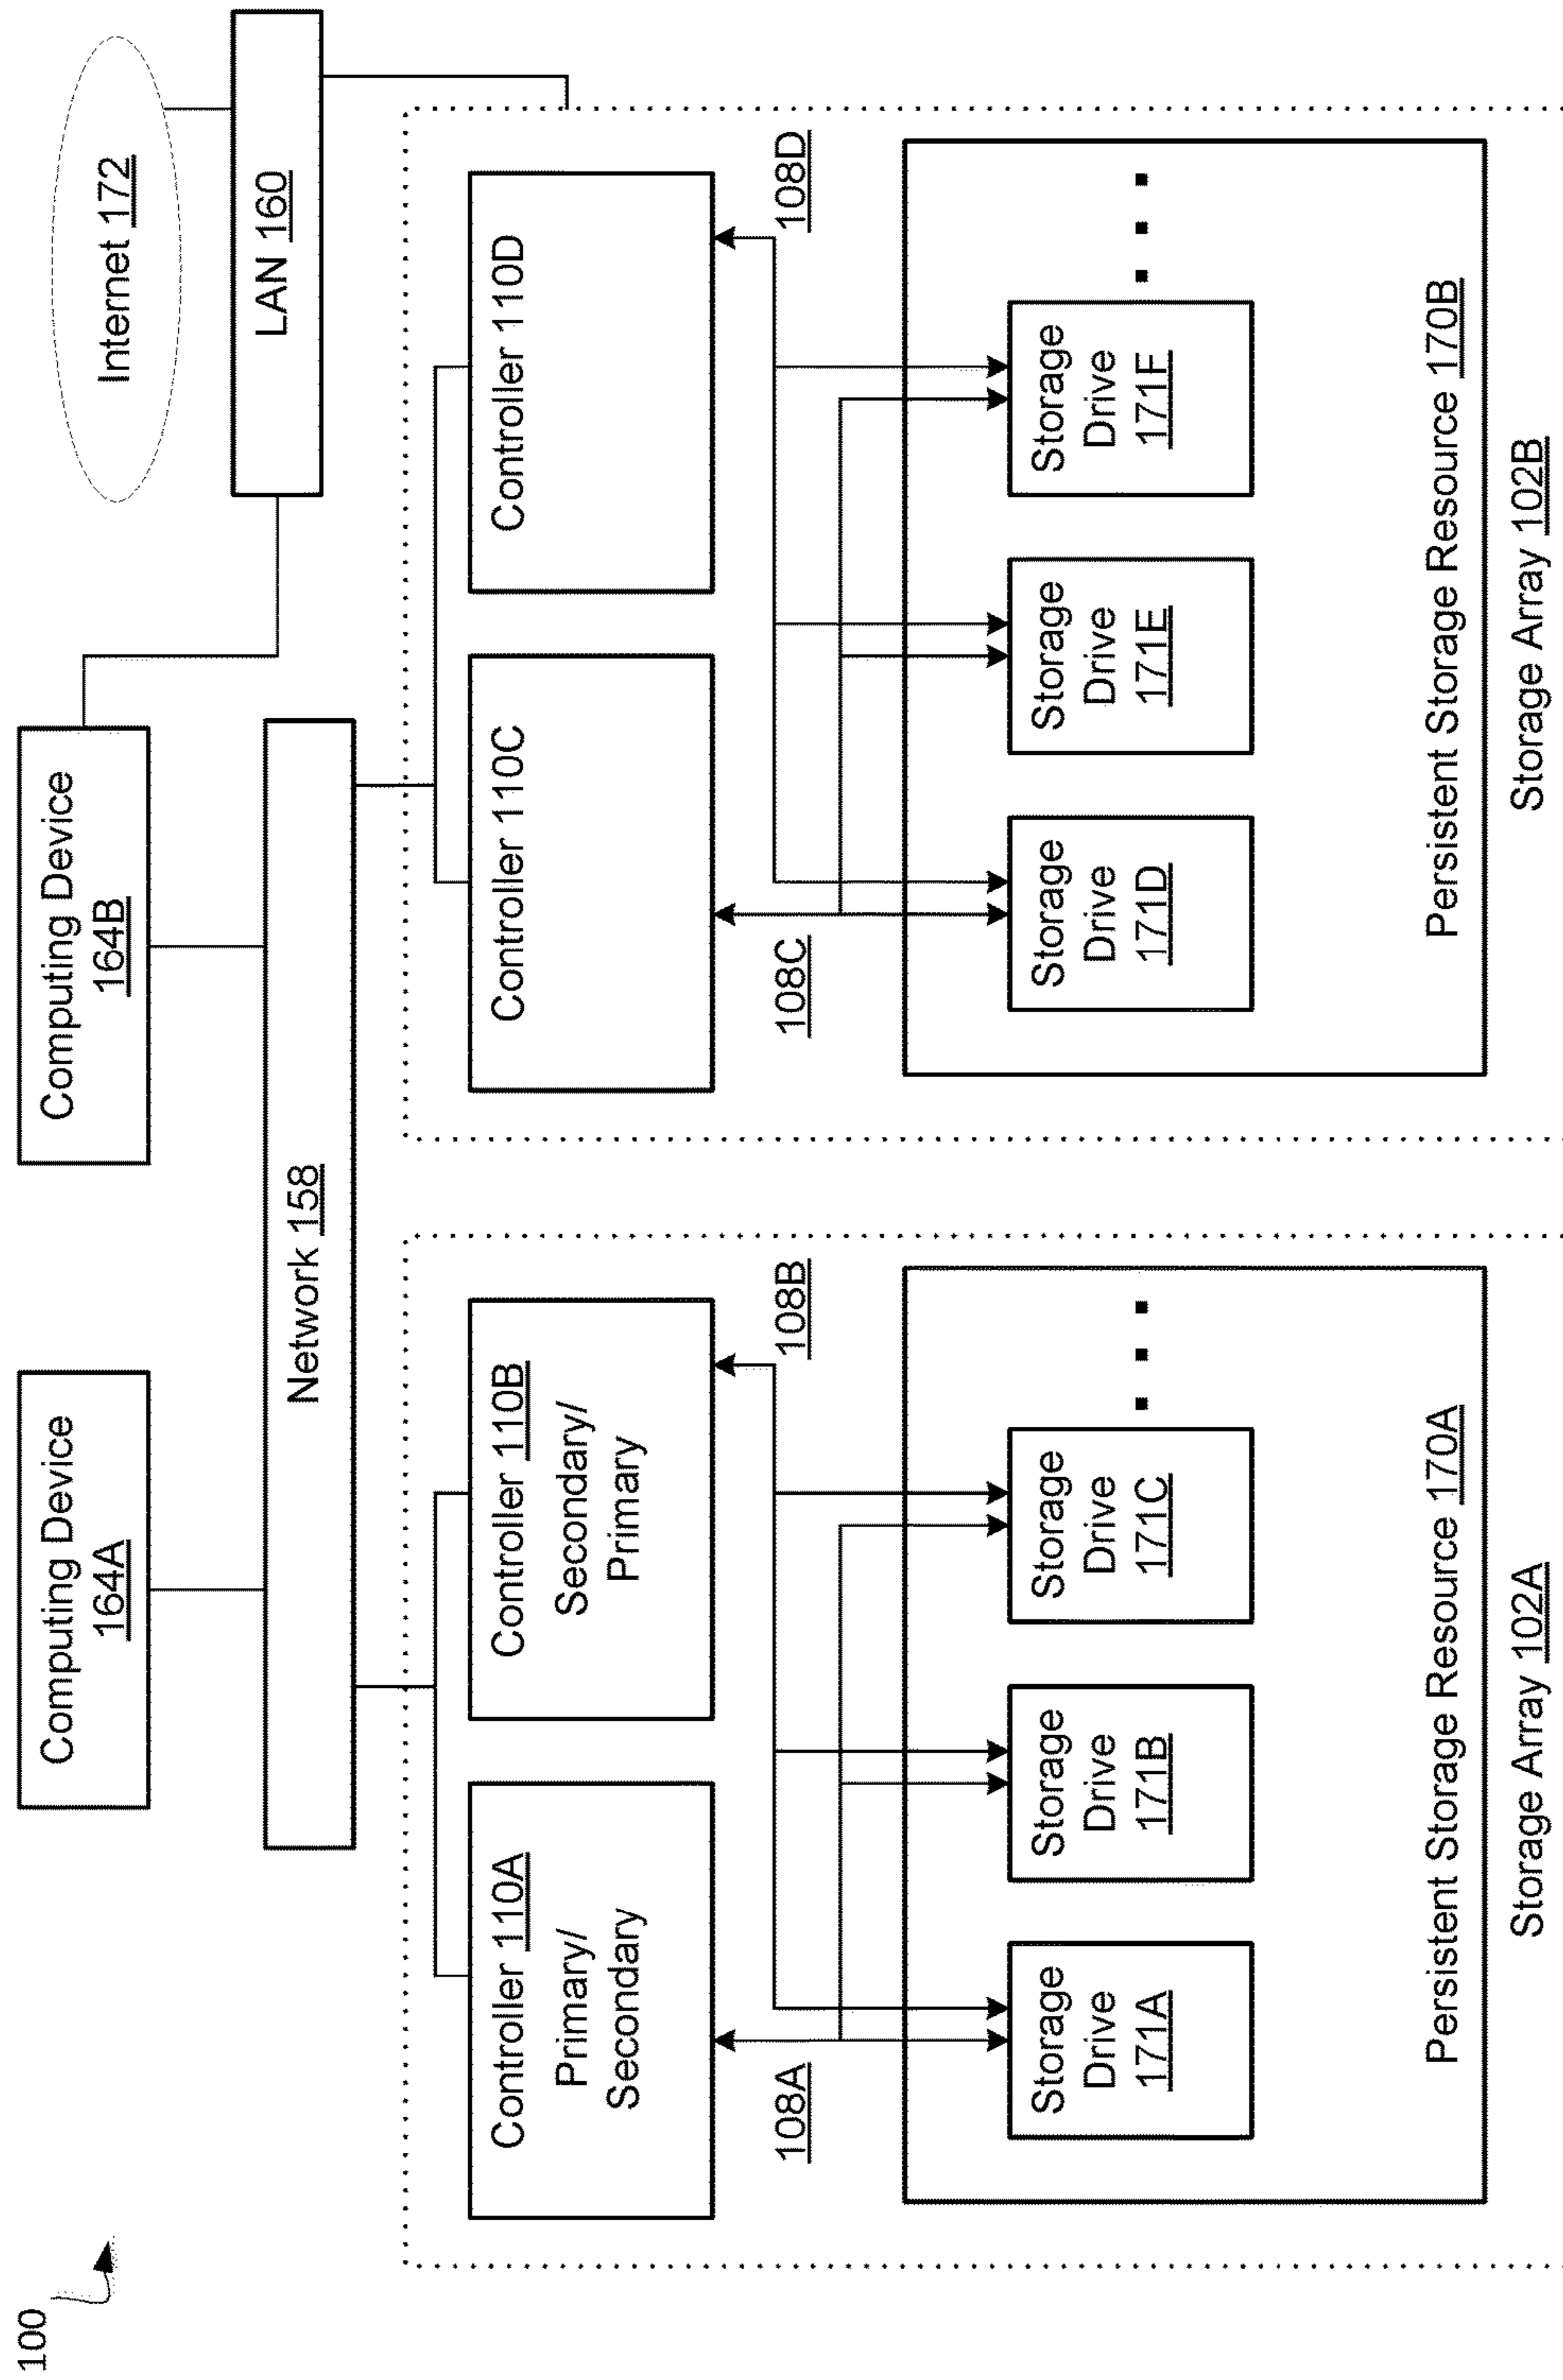 100
Computing Device
164A
Computing Device
164B
Internet 172
LAN 160
Network 158
Controller 110A
Primary/
Secondary
Controller 110B
Secondary/
Primary
Controller 110C
Controller 110D
108A
108B
108C
108D
Storage
Drive
171A
Storage
Drive
171B
Storage
Drive
171C
Storage
Drive
171D
Storage
Drive
171E
Storage
Drive
171F
Persistent Storage Resource 170A
Persistent Storage Resource 170B
Storage Array 102A
Storage Array 102B